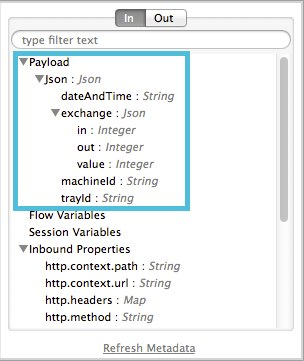 In Out
type filter text
Payload
Json : Json
dateAndTime : String
exchange : Json
in : Integer
out : Integer
value : Integer
machineId : String
trayId : String
Flow Variables
Session Variables
Inbound Properties
http.context.path : String
http.context.url : String
http.headers : Map
http.method : String
Refresh Metadata